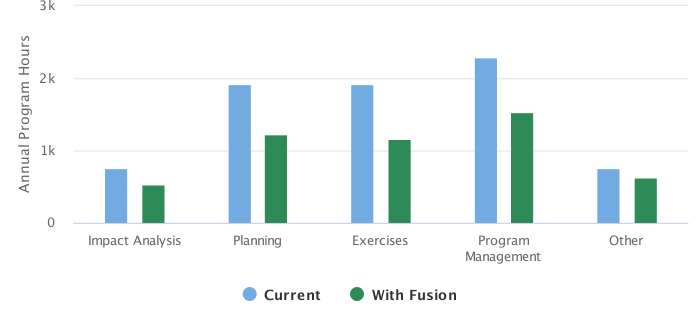 3k
2k
1k
0
Annual Program Hours
Impact Analysis
Planning
Exercises
Program
Management
Other
Current
With Fusion